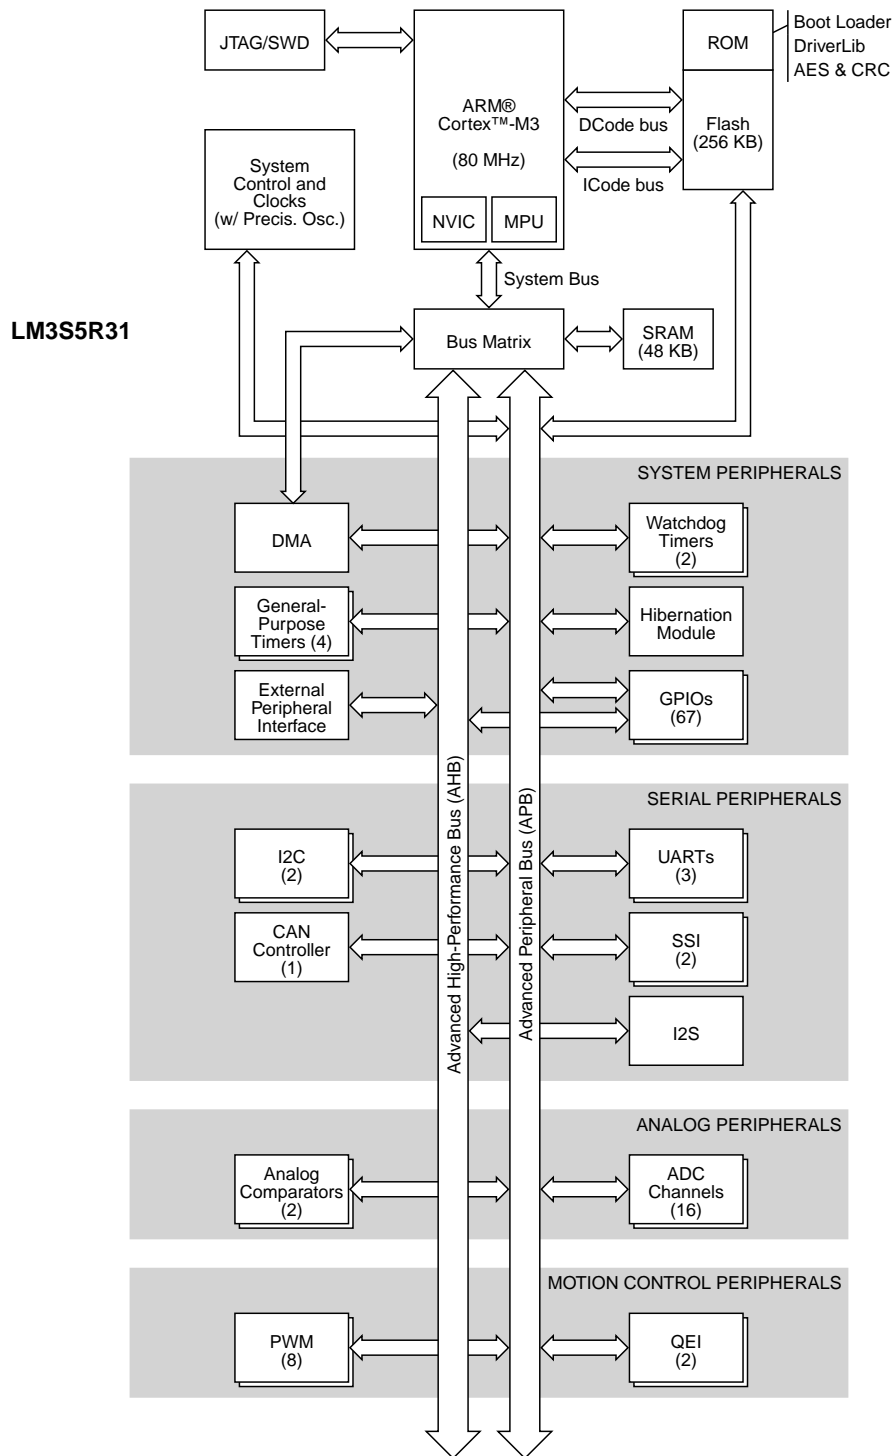 JTAG/SWD
ARM®
Cortex™-M3
(80 MHz)
NVIC
MPU
ROM
Boot Loader
DriverLib
AES & CRC
Flash
(256 KB)
DCode bus
ICode bus
System
Control and
Clocks
(w/ Precis. Osc.)
System Bus
LM3S5R31
Bus Matrix
SRAM
(48 KB)
SYSTEM PERIPHERALS
DMA
Watchdog
Timers
(2)
General-
Purpose
Timers (4)
Hibernation
Module
External
Peripheral
Interface
GPIOs
(67)
Advanced High-Performance Bus (AHB)
Advanced Peripheral Bus (APB)
SERIAL PERIPHERALS
I2C
(2)
UARTs
(3)
CAN
Controller
(1)
SSI
(2)
I2S
ANALOG PERIPHERALS
Analog
Comparators
(2)
ADC
Channels
(16)
MOTION CONTROL PERIPHERALS
PWM
(8)
QEI
(2)